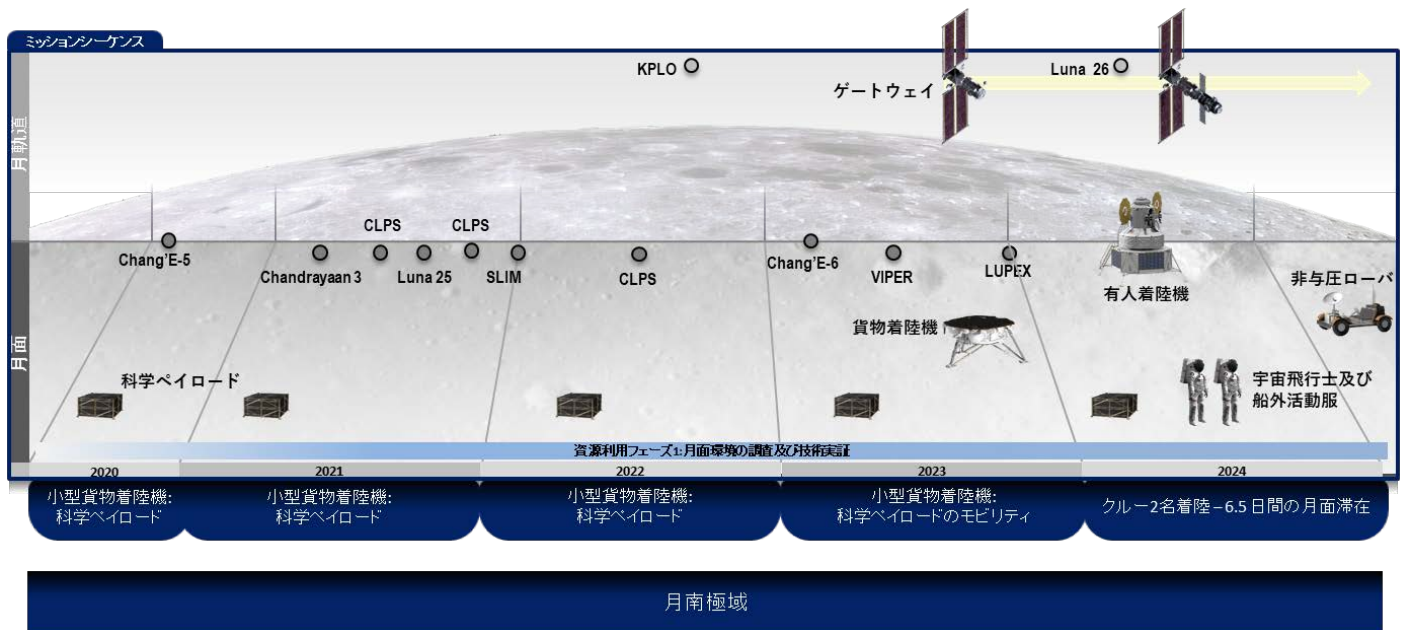 ミッションシーケンス
月軌道
KPLO
ゲートウェイ
Luna 26
月面
Chang'E-5
Chandrayaan 3
CLPS
Luna 25
CLPS
SLIM
CLPS
Chang'E-6
VIPER
LUPEX
有人着陸機
非与圧ローバ
貨物着陸機
科学ペイロード
宇宙飛行士及び
船外活動服
資源利用フェーズ1:月面環境の調査及び技術実証
2020
2021
2022
2023
2024
小型貨物着陸機:
科学ペイロード
小型貨物着陸機:
科学ペイロード
小型貨物着陸機:
科学ペイロード
小型貨物着陸機:
科学ペイロードのモビリティ
クルー2名着陸–6.5日間の月面滞在
月南極域